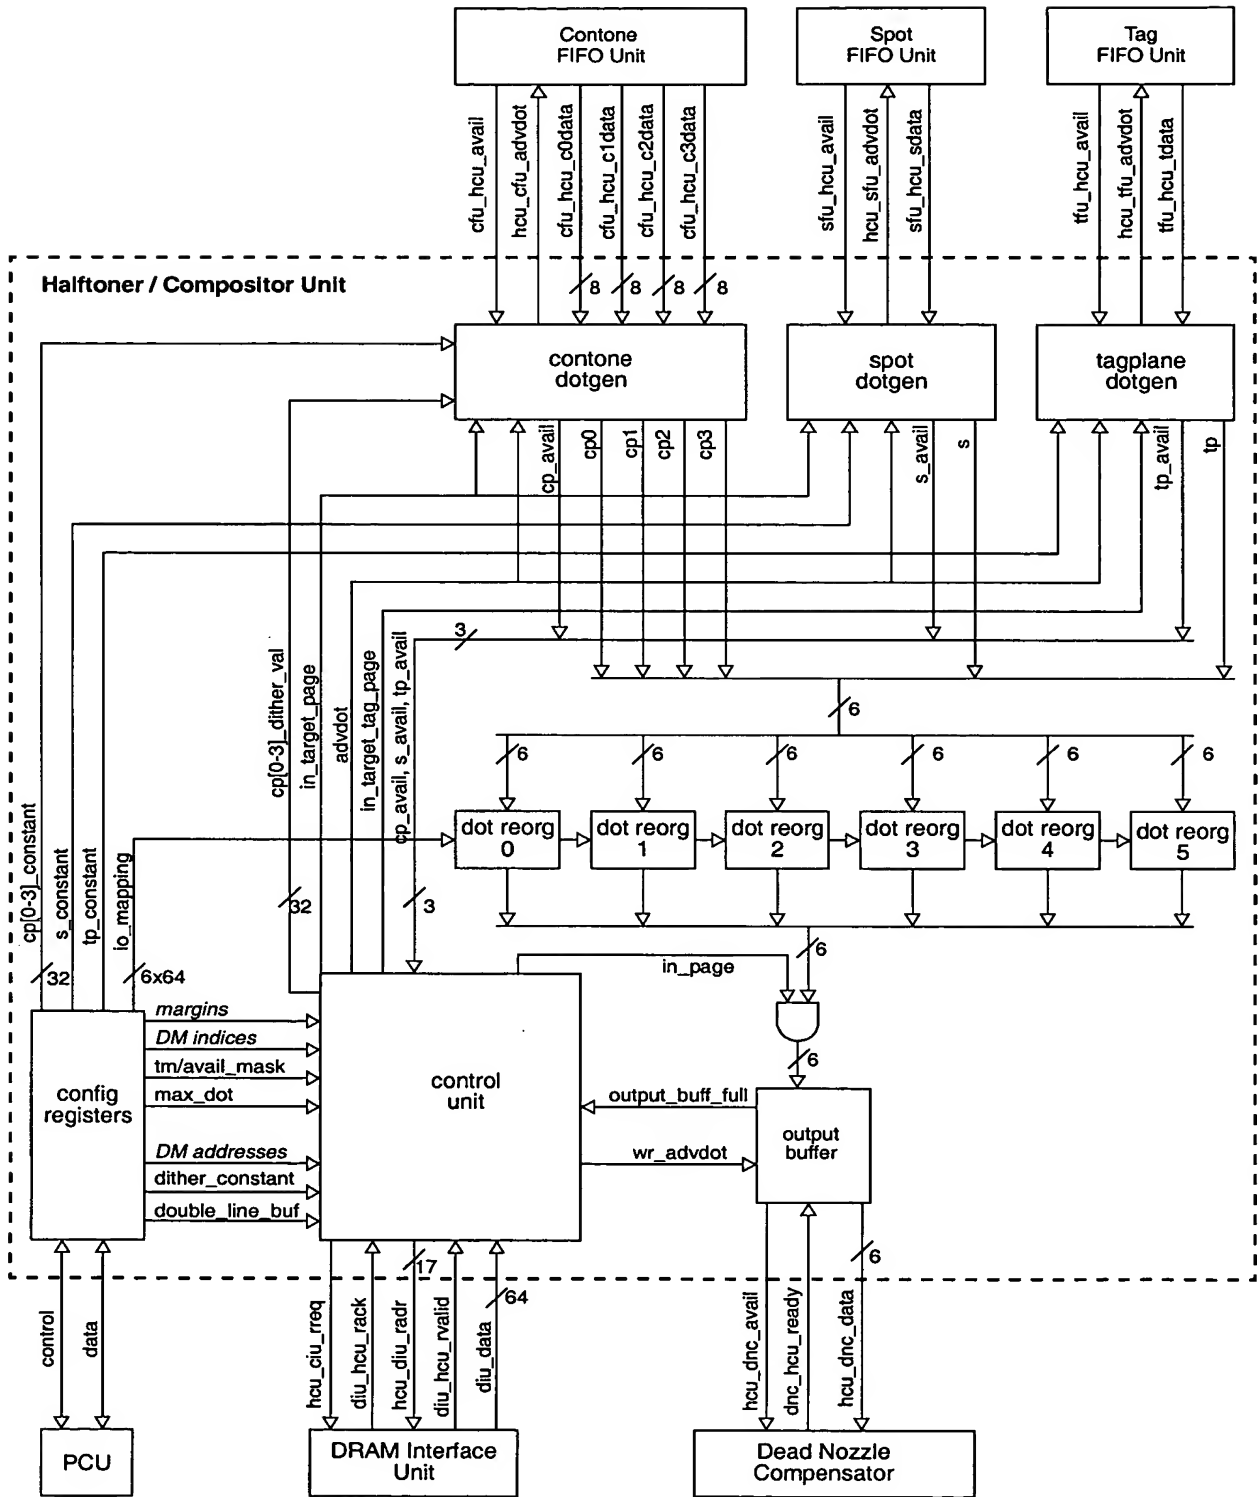 Contone
FIFO Unit
Spot
FIFO Unit
Tag
FIFO Unit
cfu_hcu_avail
hcu_cfu_advdot
cfu_hcu_c0data
cfu_hcu_c1data
cfu_hcu_c2data
cfu_hcu_c3data
sfu_hcu_avail
hcu_sfu_advdot
sfu_hcu_sdata
tfu_hcu_avail
hcu_tfu_advdot
tfu_hcu_tdata
Halftoner / Compositor Unit
8
8
8
8
contone
dotgen
spot
dotgen
tagplane
dotgen
cp_avail
cp0
cp1
cp2
cp3
s_avail
s
tp_avail
tp
3
6
cp[0-3]_dither_val
in_target_page
advdot
in_target_tag_page
cp_avail, s_avail, tp_avail
6
6
6
6
6
6
dot reorg
0
dot reorg
1
dot reorg
2
dot reorg
3
dot reorg
4
dot reorg
5
cp[0-3]_constant
s_constant
tp_constant
io_mapping
32
6x64
32
3
6
in_page
margins
DM indices
tm/avail_mask
max_dot
DM addresses
dither_constant
double_line_buf
config
registers
control
unit
6
output_buff_full
wr_advdot
output
buffer
17
64
6
control
data
hcu_ciu_rreq
diu_hcu_rack
hcu_diu_radr
diu_hcu_rvalid
diu_data
hcu_dnc_avail
dnc_hcu_ready
hcu_dnc_data
PCU
DRAM Interface
Unit
Dead Nozzle
Compensator